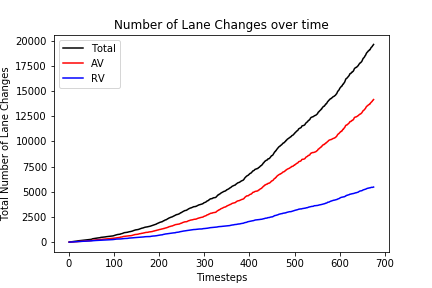 Number of Lane Changes over time
Total Number of Lane Changes
20000
17500
15000
12500
10000
7500
5000
2500
0
Total
AV
RV
0 100 200 300 400 500 600 700
Timesteps